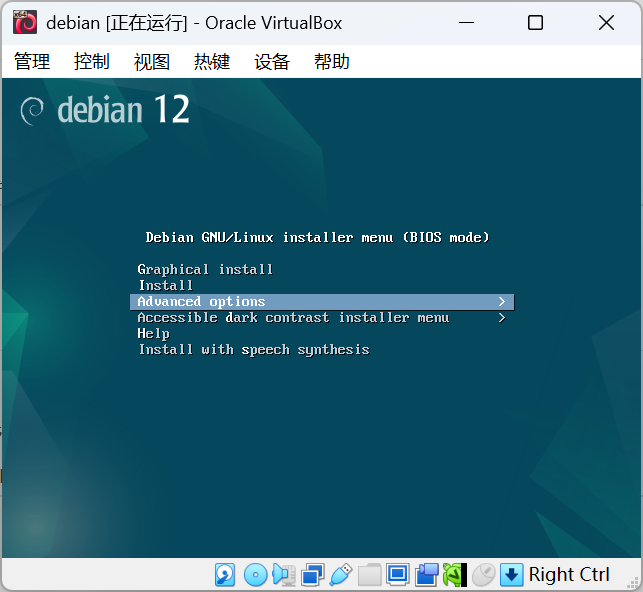 debian [正在运行] - Oracle VirtualBox
管理 控制 视图 热键 设备 帮助
debian 12
Debian GNU/Linux installer menu (BIOS mode)
Graphical install
Install
Advanced options >
Accessible dark contrast installer menu >
Help
Install with speech synthesis
Right Ctrl